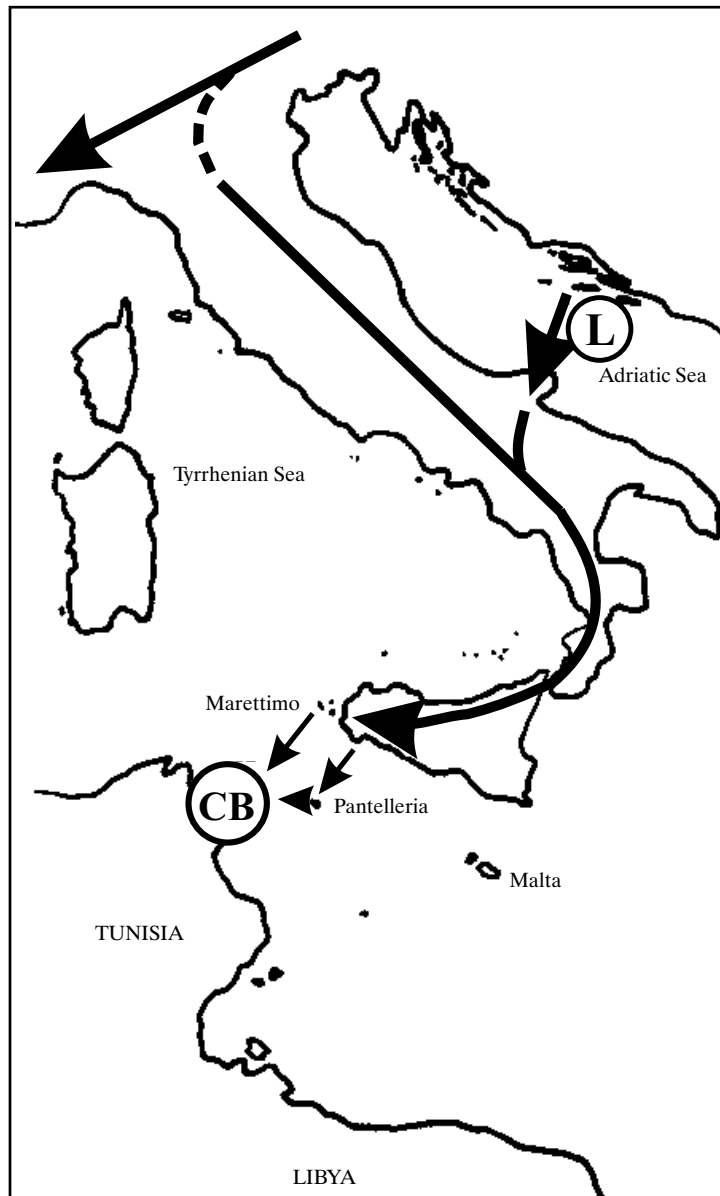 L
Adriatic Sea
Tyrrhenian Sea
Marettimo
CB
Pantelleria
Malta
TUNISIA
LIBYA